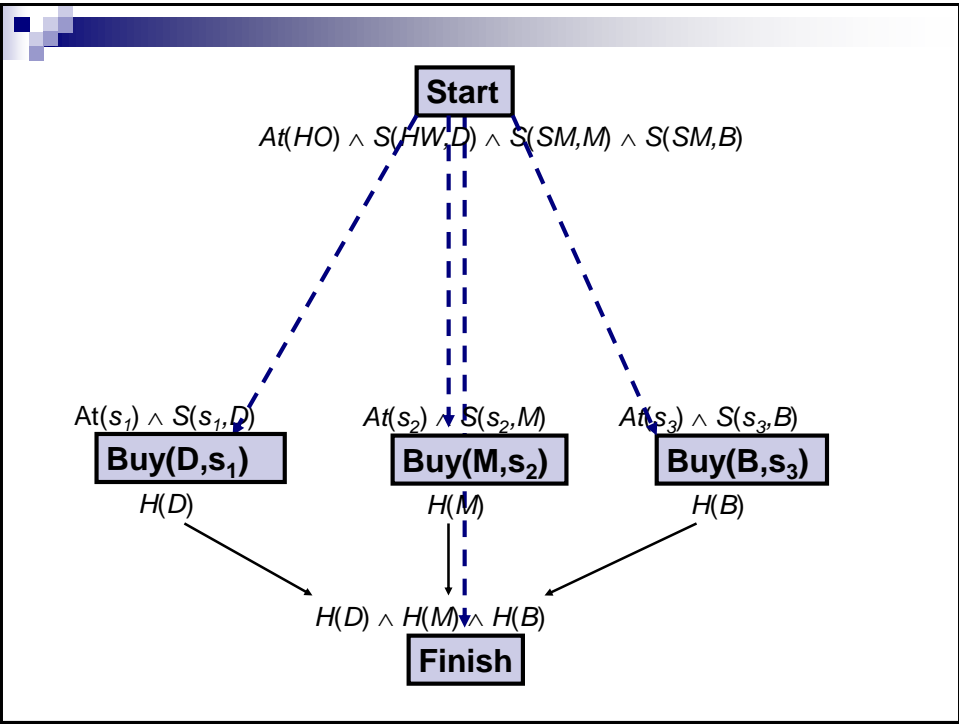 Start
At(HO) ∧ S(HW,D) ∧ S(SM,M) ∧ S(SM,B)
At(s₁) ∧ S(s₁,D) At(s₂) ∧ S(s₂,M) At(s₃) ∧ S(s₃,B)
Buy(D,s₁) Buy(M,s₂) Buy(B,s₃)
H(D) H(M) H(B)
H(D) ∧ H(M) ∧ H(B)
Finish